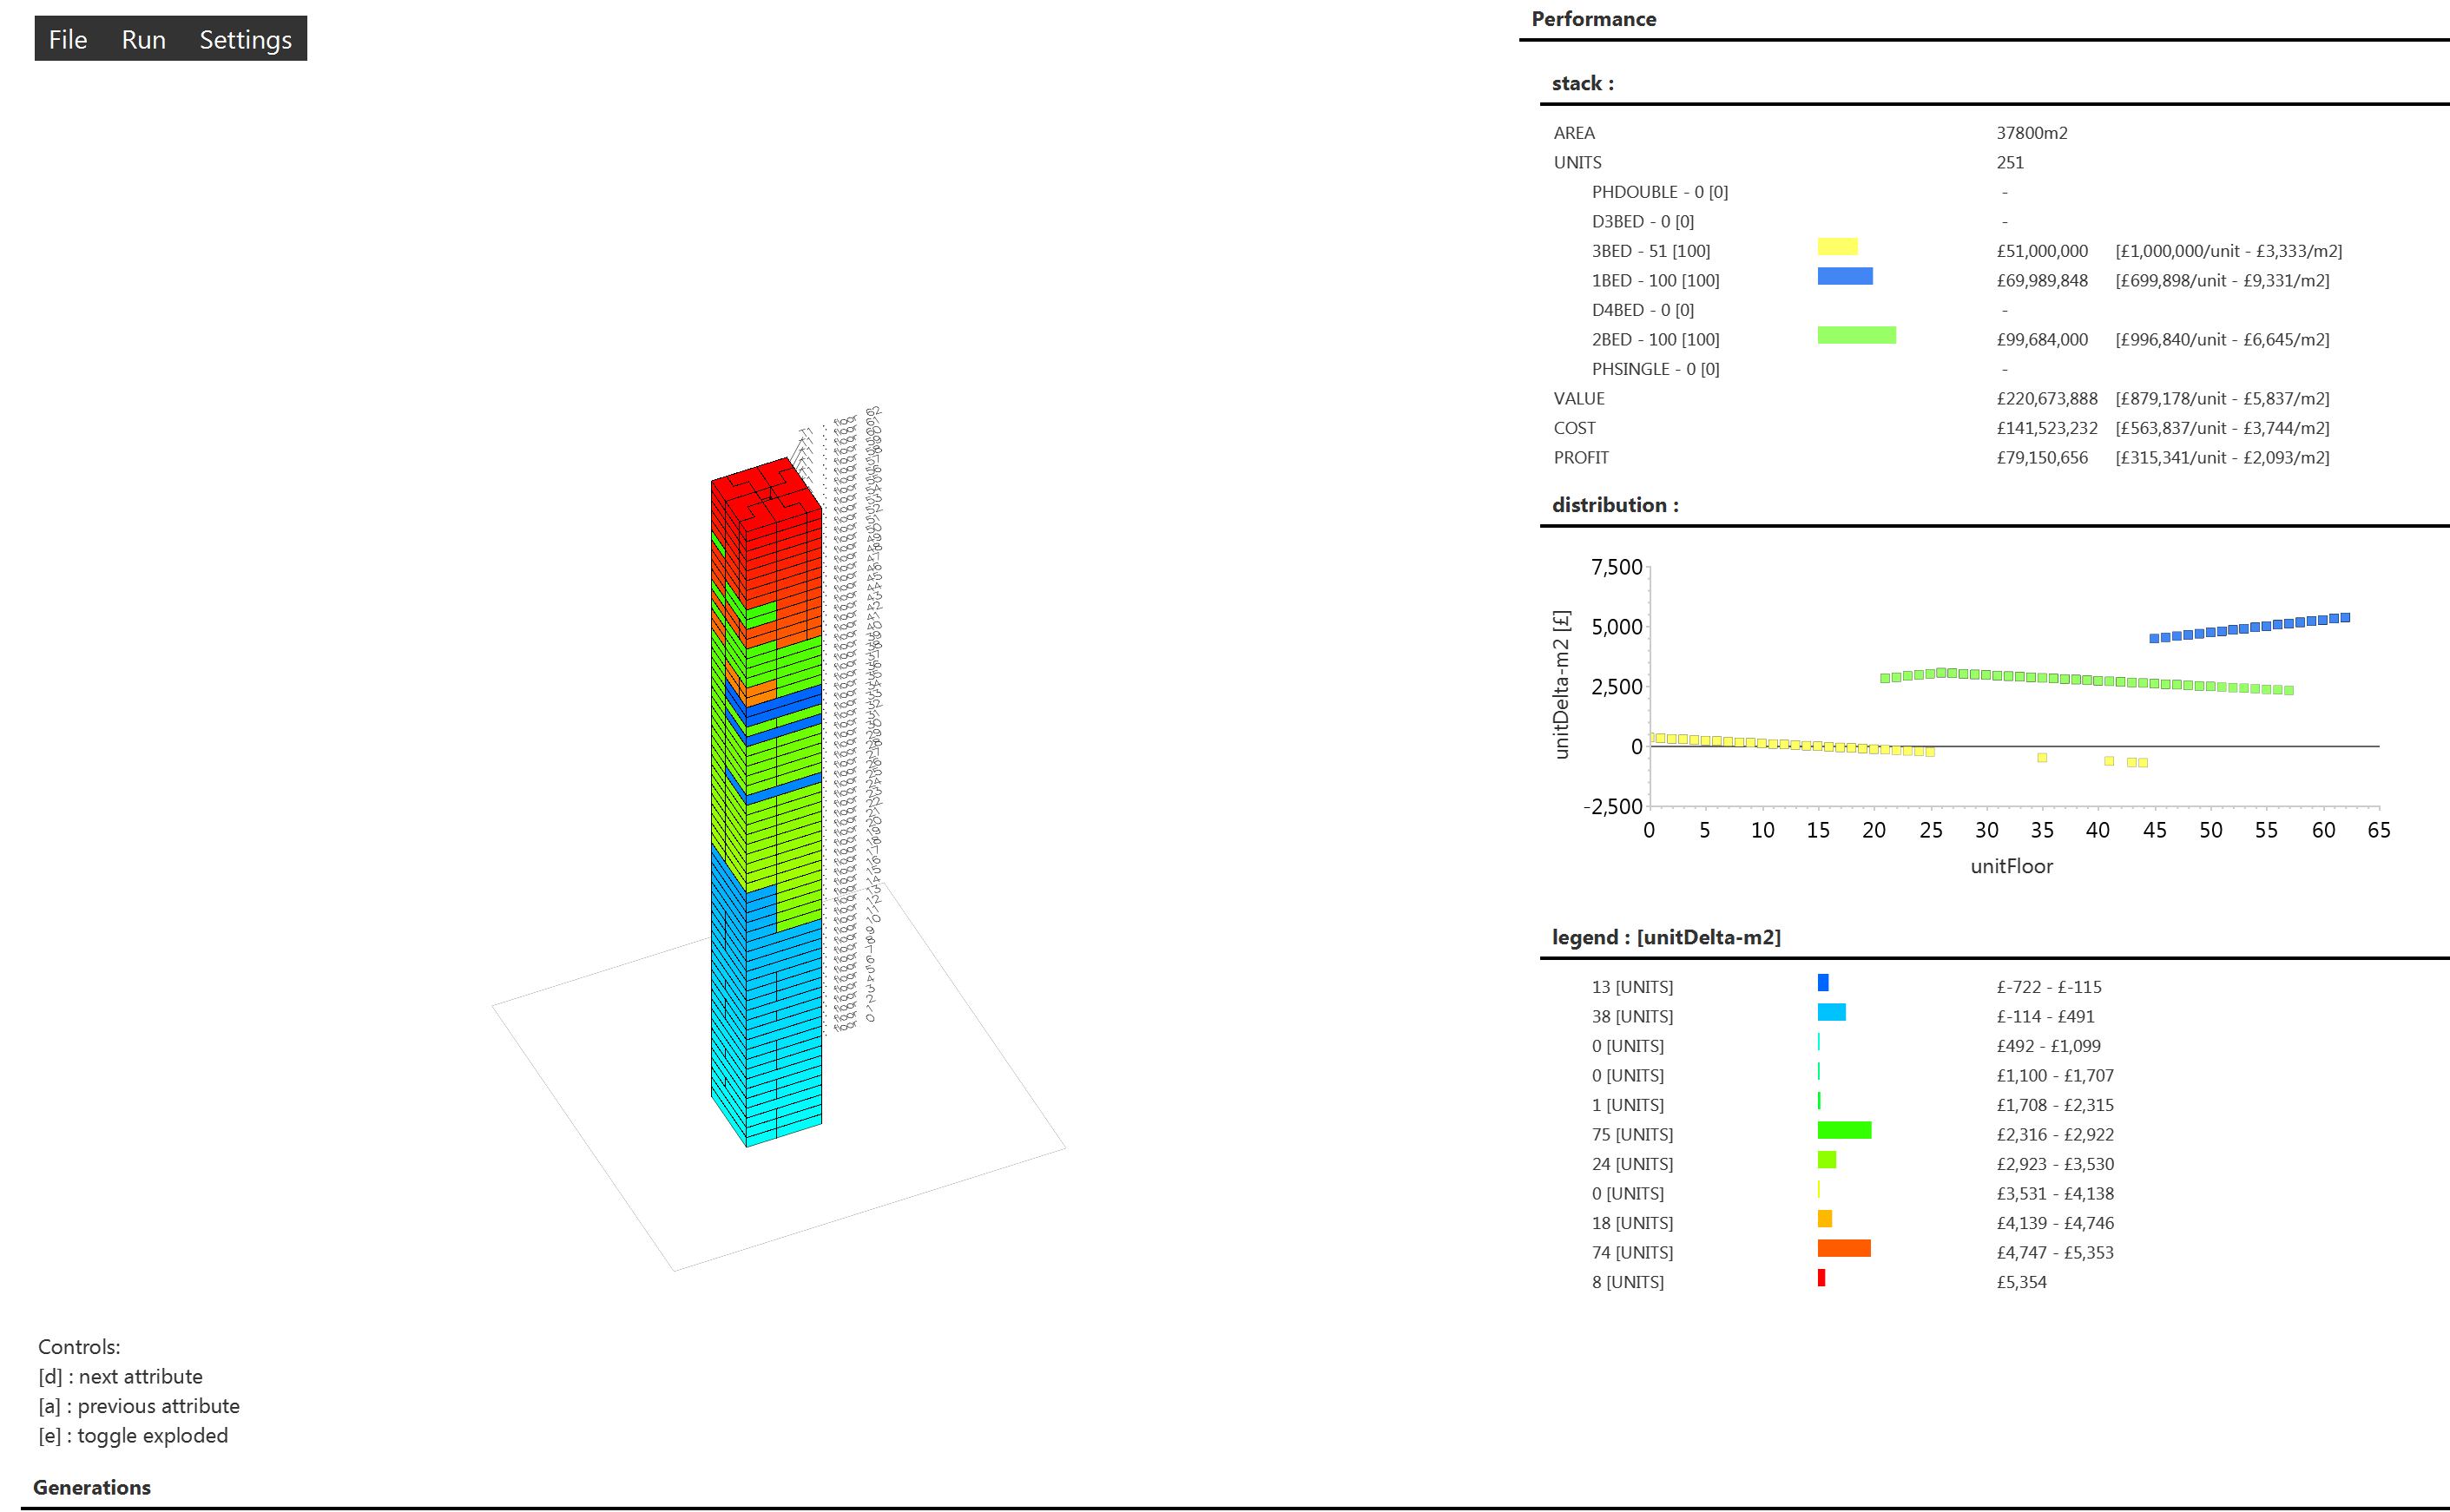 File Run Settings
Performance
stack :
AREA 37800m2
UNITS 251
PHDOUBLE - 0 [0] -
D3BED - 0 [0] -
3BED - 51 [100] £51,000,000 [£1,000,000/unit - £3,333/m2]
1BED - 100 [100] £69,989,848 [£699,898/unit - £9,331/m2]
D4BED - 0 [0] -
2BED - 100 [100] £99,684,000 [£996,840/unit - £6,645/m2]
PHSINGLE - 0 [0] -
VALUE £220,673,888 [£879,178/unit - £5,837/m2]
COST £141,523,232 [£563,837/unit - £3,744/m2]
PROFIT £79,150,656 [£315,341/unit - £2,093/m2]
distribution :
unitDelta-m2 [£]
7,500
5,000
2,500
0
-2,500
0 5 10 15 20 25 30 35 40 45 50 55 60 65
unitFloor
legend : [unitDelta-m2]
13 [UNITS] £-722 - £-115
38 [UNITS] £-114 - £491
0 [UNITS] £492 - £1,099
0 [UNITS] £1,100 - £1,707
1 [UNITS] £1,708 - £2,315
75 [UNITS] £2,316 - £2,922
24 [UNITS] £2,923 - £3,530
0 [UNITS] £3,531 - £4,138
18 [UNITS] £4,139 - £4,746
74 [UNITS] £4,747 - £5,353
8 [UNITS] £5,354
Controls:
[d] : next attribute
[a] : previous attribute
[e] : toggle exploded
Generations